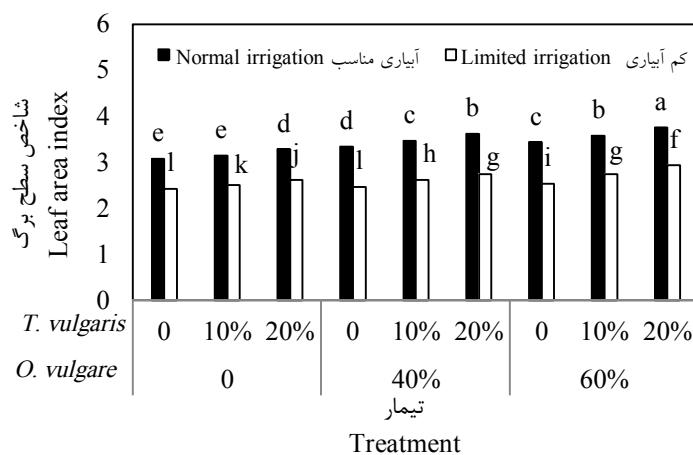 6
Normal irrigation آبیاری مناسب Limited irrigation کم آبیاری
5
4
3
2
1
0
شاخص سطح برگ
Leaf area index
e e d d c b c b a
l k j l h g i g f
T. vulgaris 0 10% 20% 0 10% 20% 0 10% 20%
O. vulgare 0 40% 60%
تیمار
Treatment